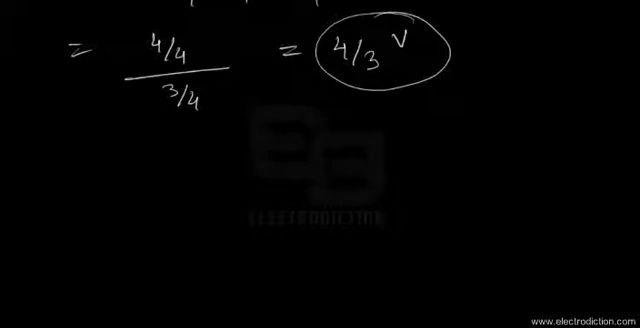 = 4/4 / 3/4 = 4/3 V
ELECTRODICTION
www.electrodiction.com